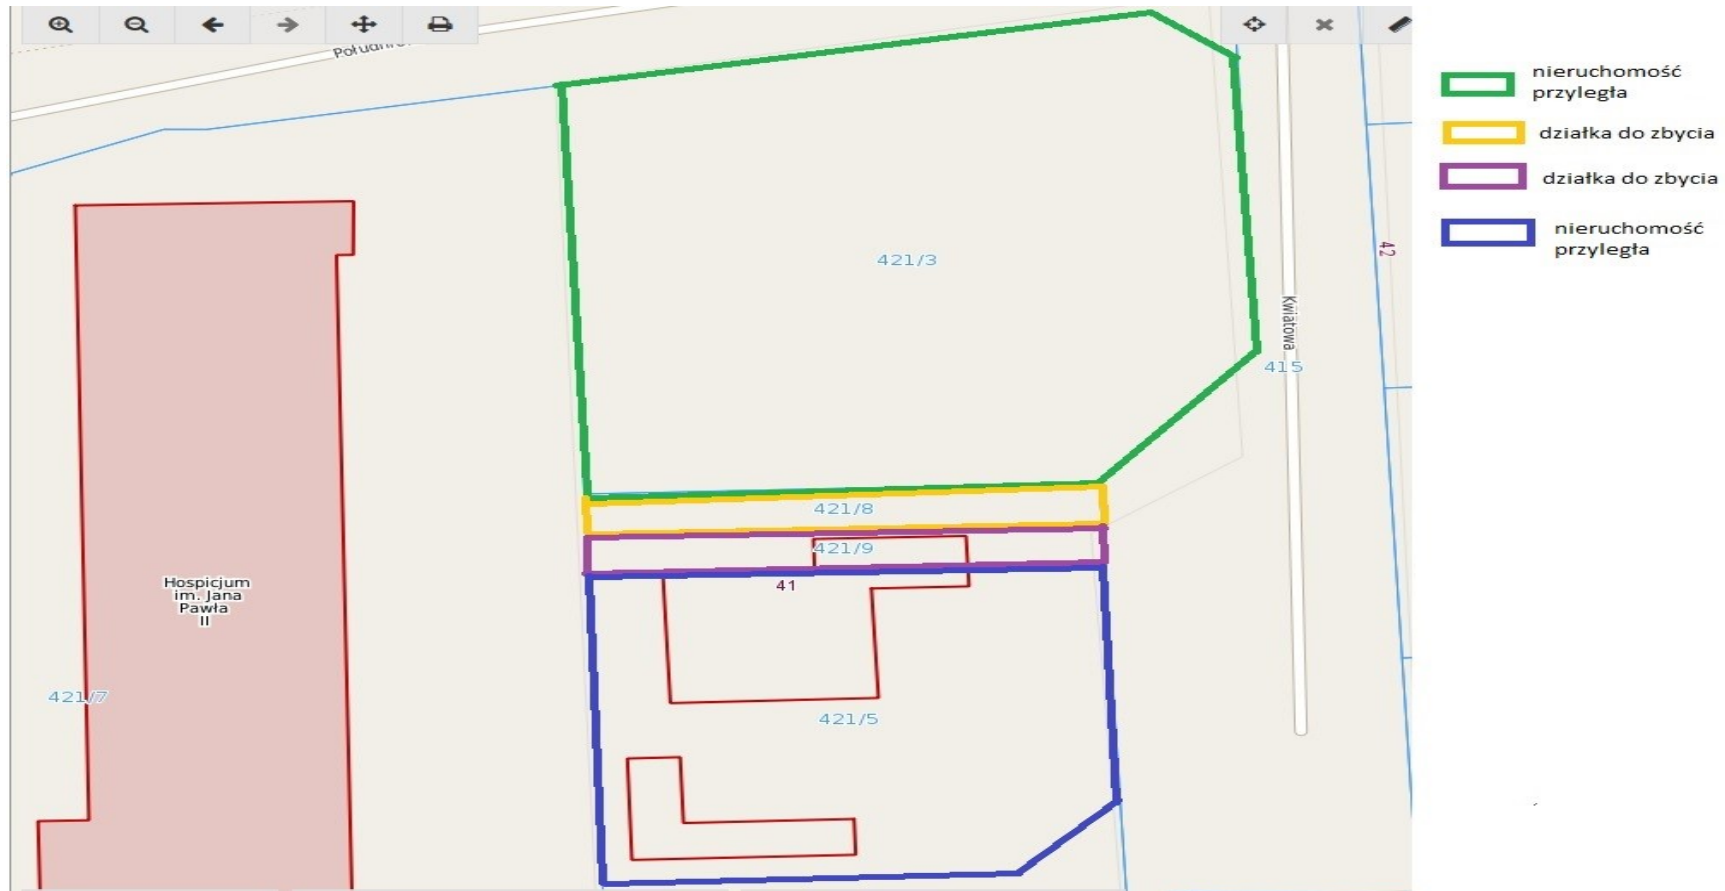 421/3
42
Kwiatowa
415
421/8
421/9
41
Hospicjum
im. Jana
Pawła
II
421/7
421/5
nieruchomość
przyległa
działka do zbycia
działka do zbycia
nieruchomość
przyległa